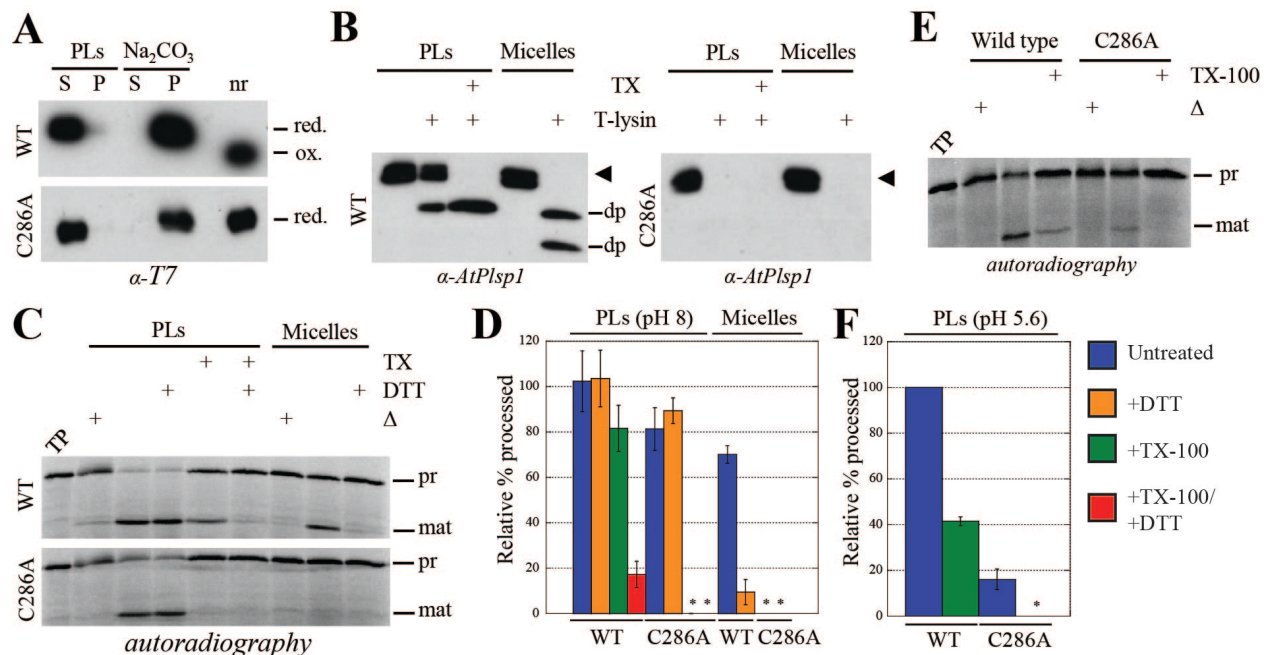 A
PLs Na2CO3
S P S P nr
WT
red.
ox.
C286A
red.
α-T7
B
PLs Micelles
+ TX
+ + + T-lysin
WT
dp
dp
α-AtPlsp1
PLs Micelles
+
+ + +
C286A
α-AtPlsp1
E
Wild type C286A
+ + TX-100
+ + Δ
TP
pr
mat
autoradiography
C
PLs Micelles
+ + TX
+ + + DTT
+ + Δ
TP
WT
pr
mat
C286A
pr
mat
autoradiography
D
PLs (pH 8) Micelles
Relative % processed
120
100
80
60
40
20
0
* * * *
WT C286A WT C286A
F
PLs (pH 5.6)
Relative % processed
120
100
80
60
40
20
0
*
WT C286A
Untreated
+DTT
+TX-100
+TX-100/
+DTT